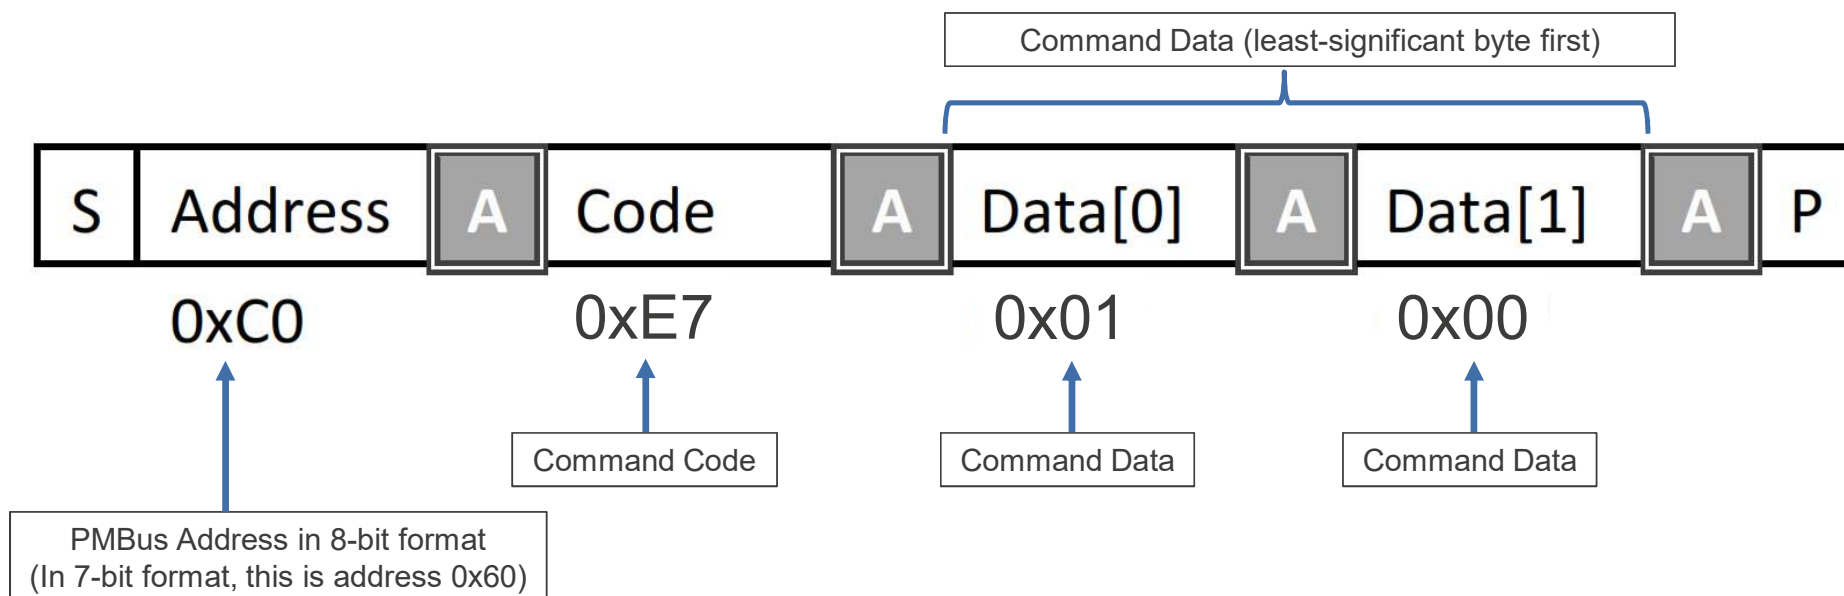 Command Data (least-significant byte first)
S Address A Code A Data[0] A Data[1] A P
0xC0 0xE7 0x01 0x00
Command Code Command Data Command Data
PMBus Address in 8-bit format
(In 7-bit format, this is address 0x60)